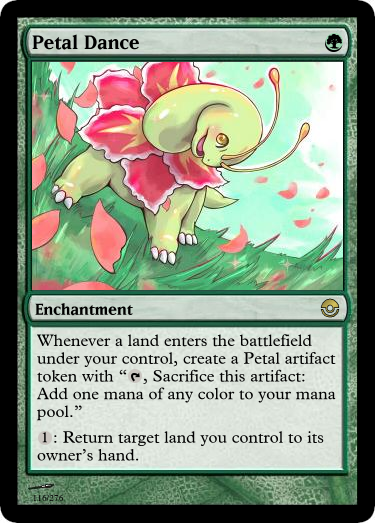 Petal Dance
Enchantment
Whenever a land enters the battlefield
under your control, create a Petal artifact
token with “, Sacrifice this artifact:
Add one mana of any color to your mana
pool.”
1: Return target land you control to its
owner's hand.
116/276